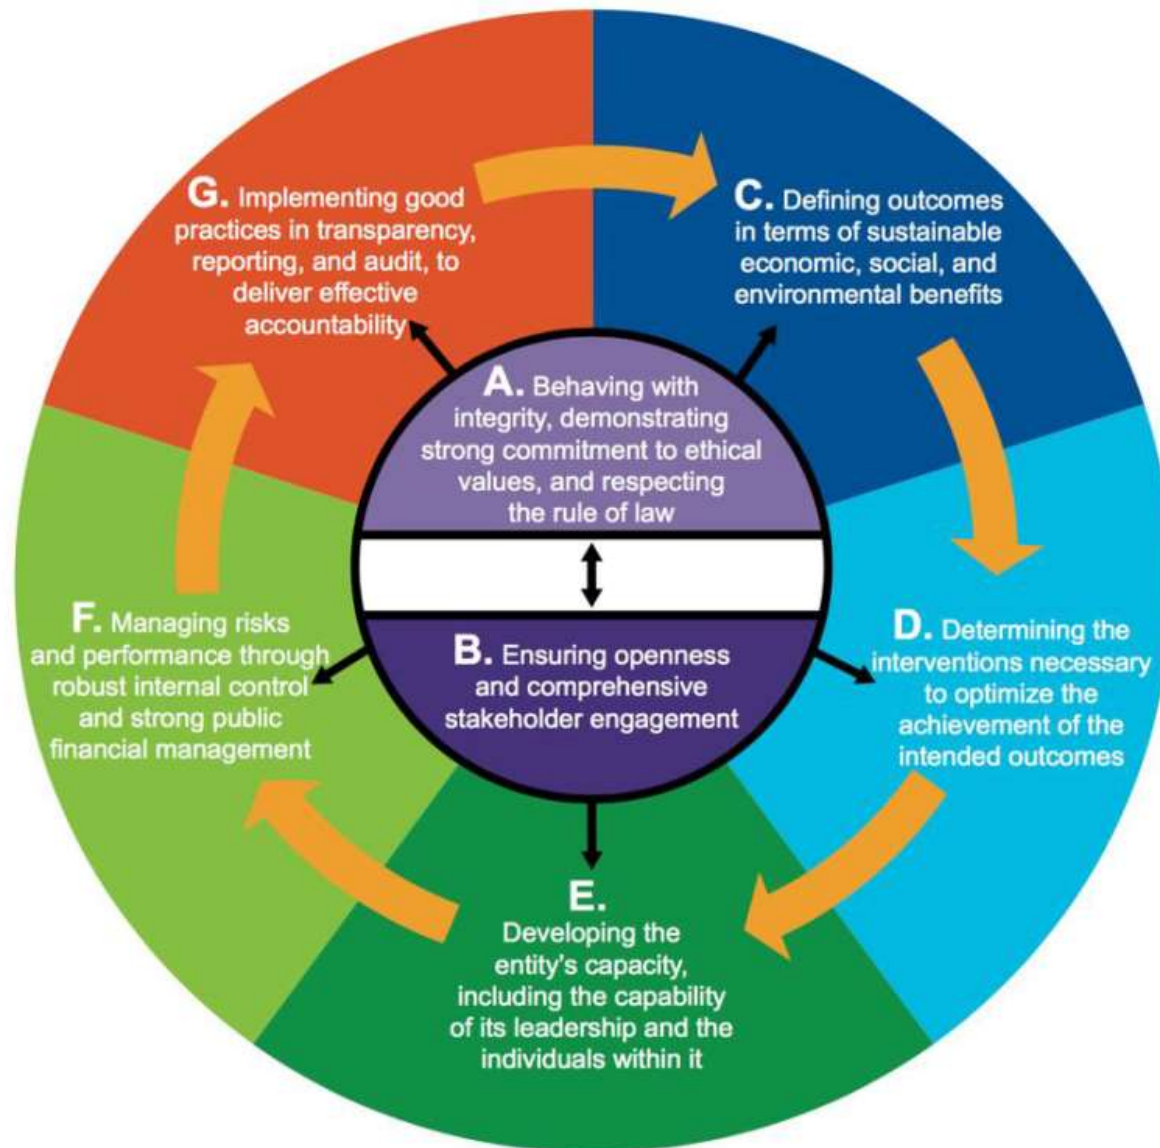 A. Behaving with
integrity, demonstrating
strong commitment to ethical
values, and respecting
the rule of law
B. Ensuring openness
and comprehensive
stakeholder engagement
C. Defining outcomes
in terms of sustainable
economic, social, and
environmental benefits
D. Determining the
interventions necessary
to optimize the
achievement of the
intended outcomes
E.
Developing the
entity's capacity,
including the capability
of its leadership and the
individuals within it
F. Managing risks
and performance through
robust internal control
and strong public
financial management
G. Implementing good
practices in transparency,
reporting, and audit, to
deliver effective
accountability